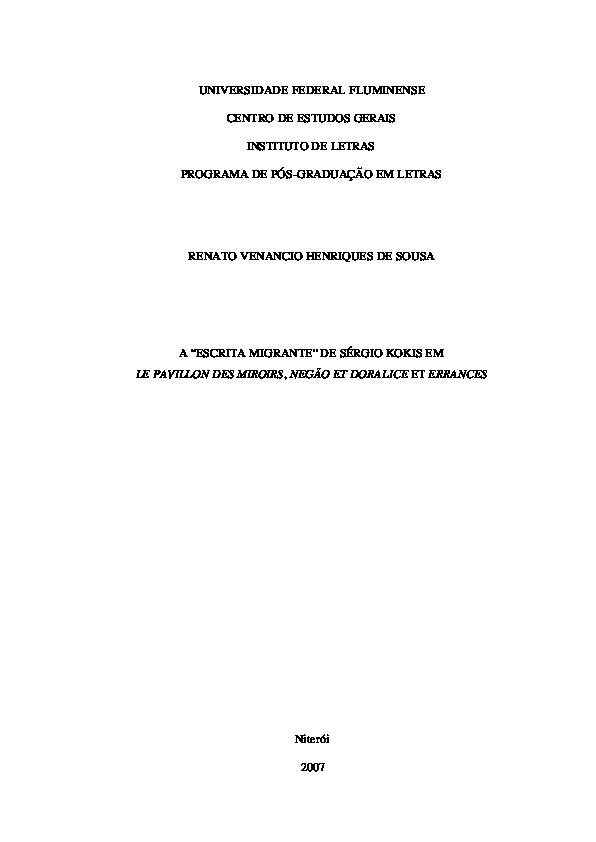 UNIVERSIDADE FEDERAL FLUMINENSE
CENTRO DE ESTUDOS GERAIS
INSTITUTO DE LETRAS
PROGRAMA DE PÓS-GRADUAÇÃO EM LETRAS
RENATO VENANCIO HENRIQUES DE SOUSA
A "ESCRITA MIGRANTE" DE SÉRGIO KOKIS EM
LE PAVILLON DES MIROIRS, NEGÃO ET DORALICE ET ERRANCES
Niterói
2007